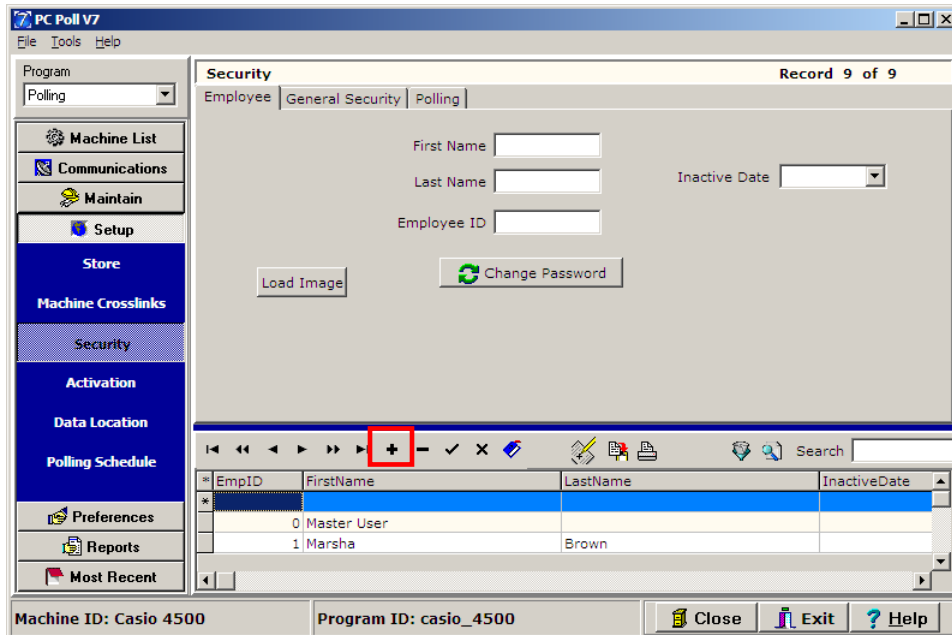 PC Poll V7
File Tools Help
Program
Polling
Machine List
Communications
Maintain
Setup
Store
Machine Crosslinks
Security
Activation
Data Location
Polling Schedule
Preferences
Reports
Most Recent
Security Record 9 of 9
Employee General Security Polling
First Name
Last Name
Inactive Date
Employee ID
Load Image
Change Password
Search
* EmpID FirstName LastName InactiveDate
*
0 Master User
1 Marsha Brown
Machine ID: Casio 4500 Program ID: casio_4500 Close Exit ? Help